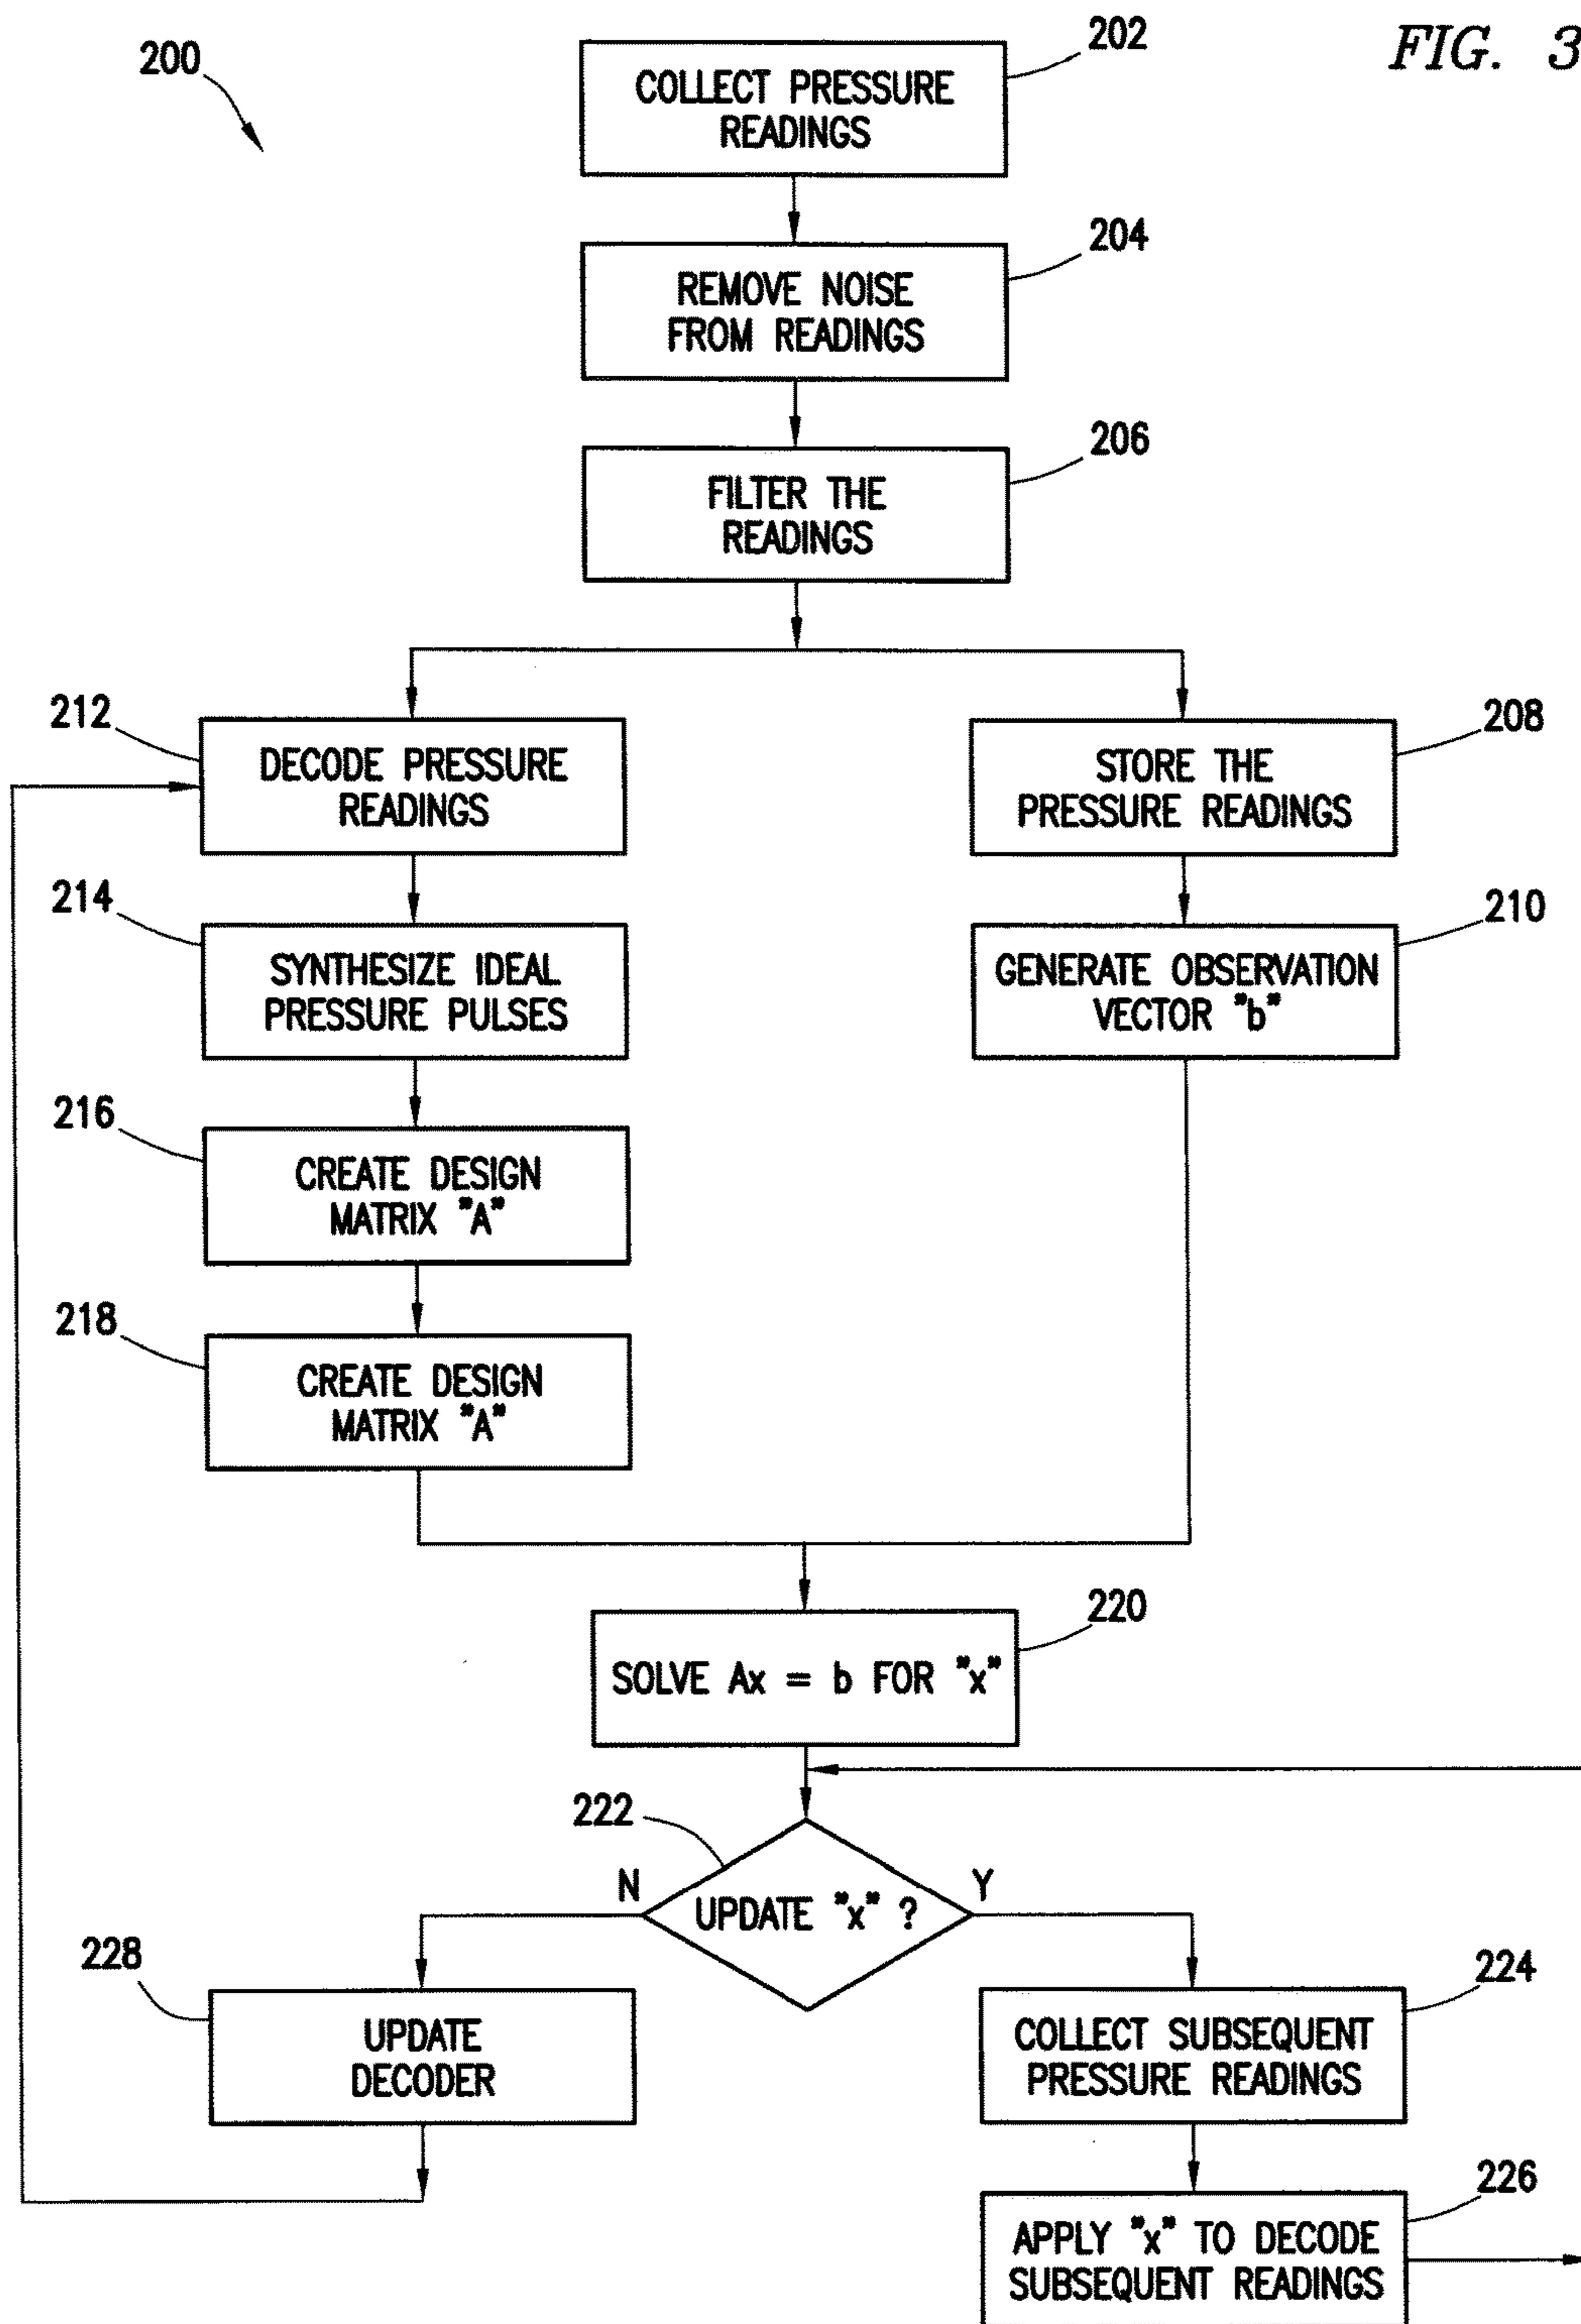 FIG. 3
200
202
COLLECT PRESSURE
READINGS
204
REMOVE NOISE
FROM READINGS
206
FILTER THE
READINGS
212
DECODE PRESSURE
READINGS
208
STORE THE
PRESSURE READINGS
214
SYNTHESIZE IDEAL
PRESSURE PULSES
210
GENERATE OBSERVATION
VECTOR "b"
216
CREATE DESIGN
MATRIX "A"
218
CREATE DESIGN
MATRIX "A"
220
SOLVE Ax = b FOR "x"
222
N
UPDATE "x" ?
Y
228
UPDATE
DECODER
224
COLLECT SUBSEQUENT
PRESSURE READINGS
226
APPLY "x" TO DECODE
SUBSEQUENT READINGS